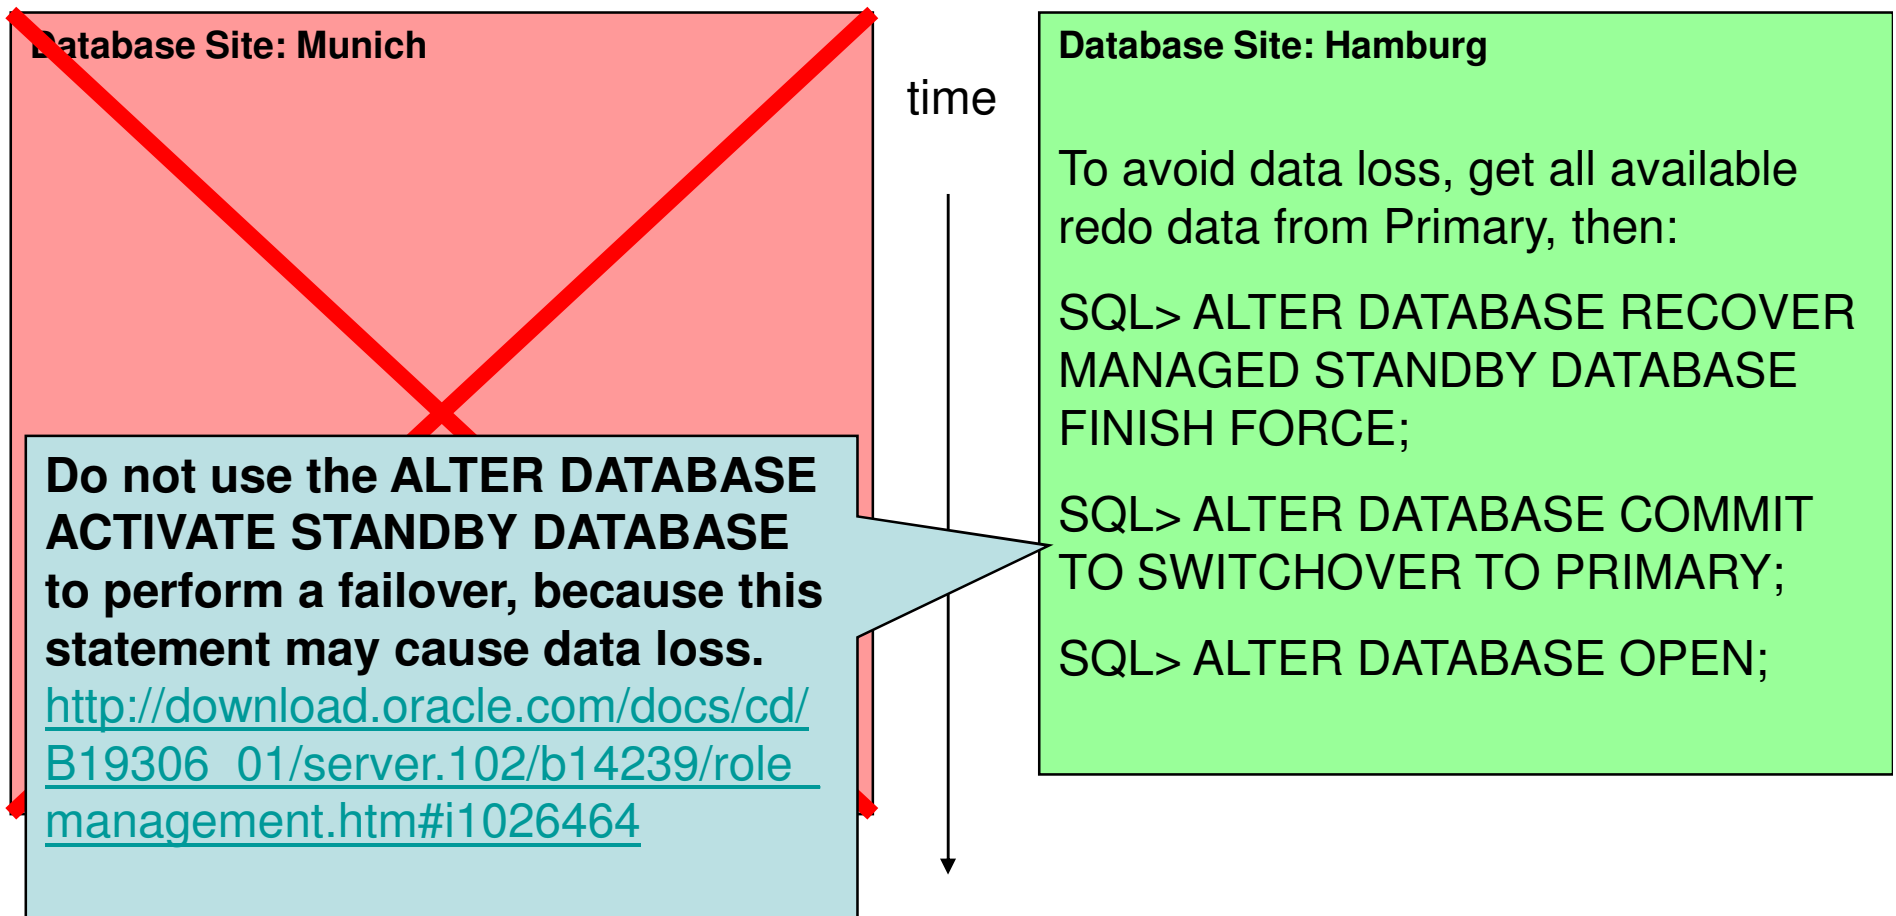 Database Site: Munich
Do not use the ALTER DATABASE
ACTIVATE STANDBY DATABASE
to perform a failover, because this
statement may cause data loss.
http://download.oracle.com/docs/cd/
B19306_01/server.102/b14239/role_
management.htm#i1026464
time
Database Site: Hamburg
To avoid data loss, get all available
redo data from Primary, then:
SQL> ALTER DATABASE RECOVER
MANAGED STANDBY DATABASE
FINISH FORCE;
SQL> ALTER DATABASE COMMIT
TO SWITCHOVER TO PRIMARY;
SQL> ALTER DATABASE OPEN;